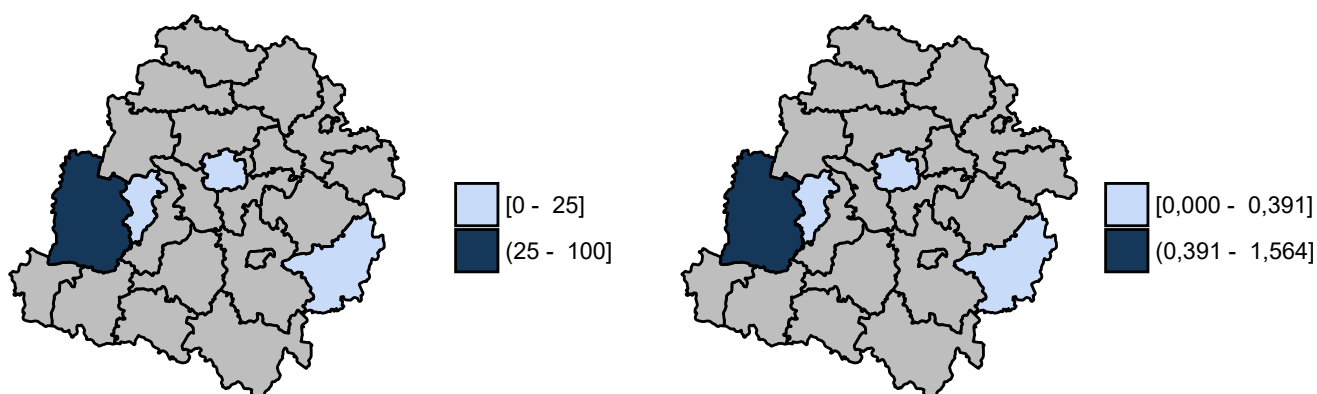 [0 - 25]
(25 - 100]
[0,000 - 0,391]
(0,391 - 1,564]